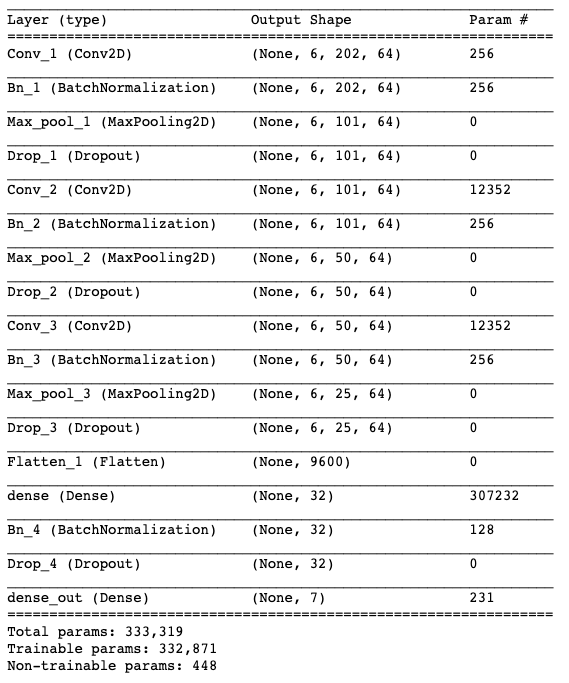 Layer (type) Output Shape Param #
Conv_1 (Conv2D) (None, 6, 202, 64) 256
Bn_1 (BatchNormalization) (None, 6, 202, 64) 256
Max_pool_1 (MaxPooling2D) (None, 6, 101, 64) 0
Drop_1 (Dropout) (None, 6, 101, 64) 0
Conv_2 (Conv2D) (None, 6, 101, 64) 12352
Bn_2 (BatchNormalization) (None, 6, 101, 64) 256
Max_pool_2 (MaxPooling2D) (None, 6, 50, 64) 0
Drop_2 (Dropout) (None, 6, 50, 64) 0
Conv_3 (Conv2D) (None, 6, 50, 64) 12352
Bn_3 (BatchNormalization) (None, 6, 50, 64) 256
Max_pool_3 (MaxPooling2D) (None, 6, 25, 64) 0
Drop_3 (Dropout) (None, 6, 25, 64) 0
Flatten_1 (Flatten) (None, 9600) 0
dense (Dense) (None, 32) 307232
Bn_4 (BatchNormalization) (None, 32) 128
Drop_4 (Dropout) (None, 32) 0
dense_out (Dense) (None, 7) 231
Total params: 333,319
Trainable params: 332,871
Non-trainable params: 448